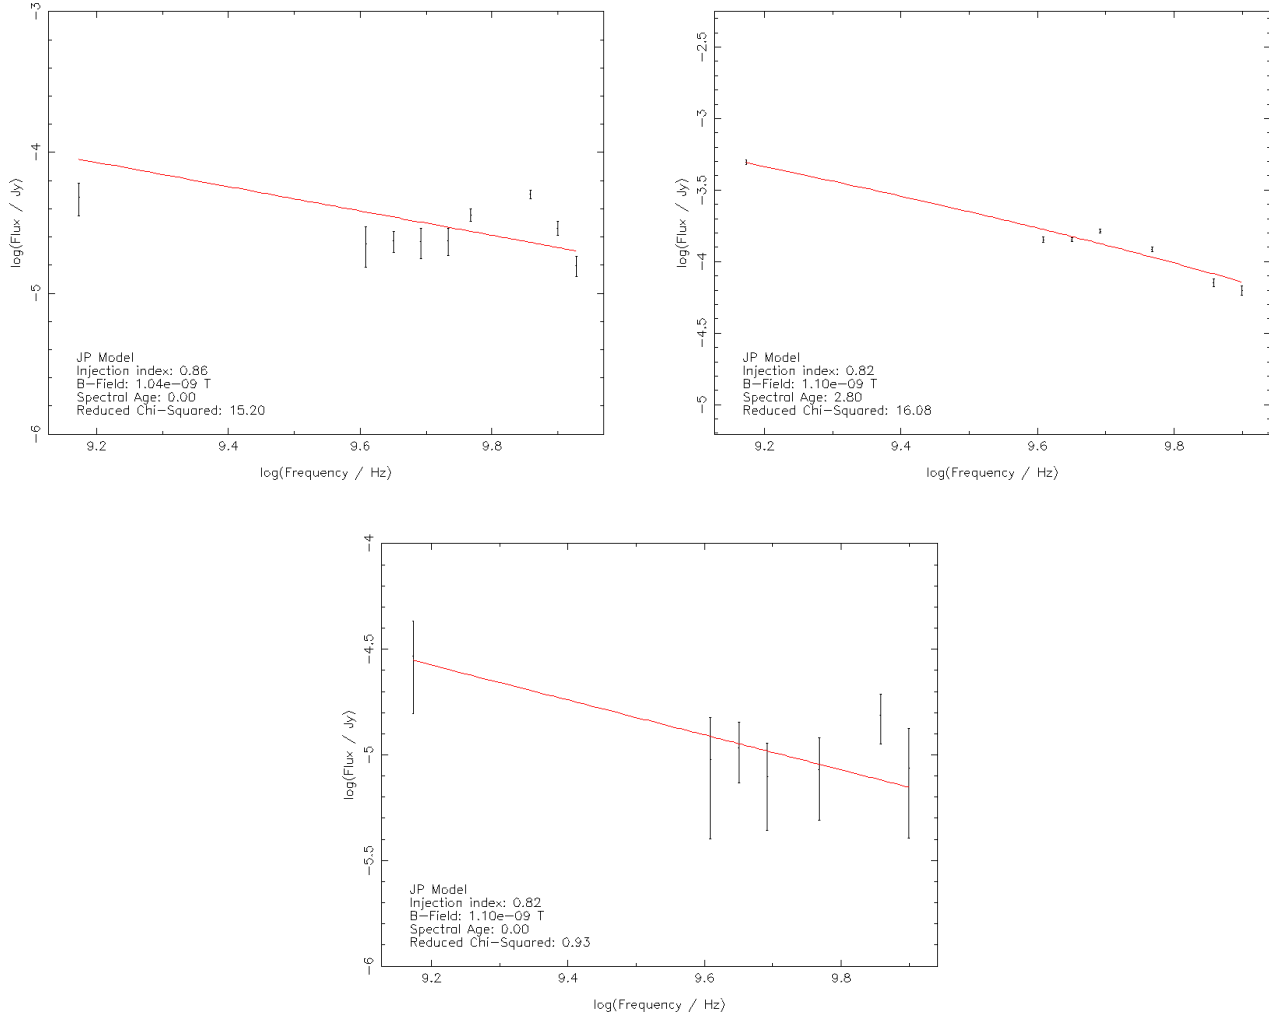 -3
-4
-5
-6
log(Flux / Jy)
JP Model
Injection index: 0.86
B-Field: 1.04e-09 T
Spectral Age: 0.00
Reduced Chi-Squared: 15.20
9.2
9.4
9.6
9.8
log(Frequency / Hz)
-2.5
-3
-3.5
-4
-4.5
-5
log(Flux / Jy)
JP Model
Injection index: 0.82
B-Field: 1.10e-09 T
Spectral Age: 2.80
Reduced Chi-Squared: 16.08
9.2
9.4
9.6
9.8
log(Frequency / Hz)
-4
-4.5
-5
-5.5
-6
log(Flux / Jy)
JP Model
Injection index: 0.82
B-Field: 1.10e-09 T
Spectral Age: 0.00
Reduced Chi-Squared: 0.93
9.2
9.4
9.6
9.8
log(Frequency / Hz)